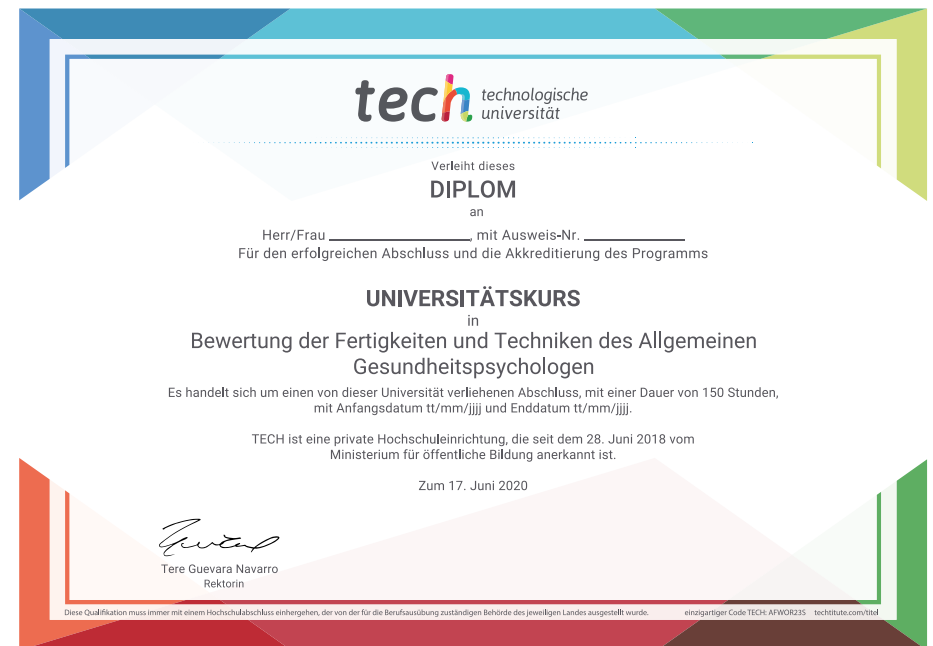 tech technologische
universität
Verleiht dieses
DIPLOM
an
Herr/Frau ____________________, mit Ausweis-Nr. ______________
Für den erfolgreichen Abschluss und die Akkreditierung des Programms
UNIVERSITÄTSKURS
in
Bewertung der Fertigkeiten und Techniken des Allgemeinen
Gesundheitspsychologen
Es handelt sich um einen von dieser Universität verliehenen Abschluss, mit einer Dauer von 150 Stunden,
mit Anfangsdatum tt/mm/jjjj und Enddatum tt/mm/jjjj.
TECH ist eine private Hochschuleinrichtung, die seit dem 28. Juni 2018 vom
Ministerium für öffentliche Bildung anerkannt ist.
Zum 17. Juni 2020
Tere Guevara Navarro
Rektorin
Diese Qualifikation muss immer mit einem Hochschulabschluss einhergehen, der von der für die Berufsausübung zuständigen Behörde des jeweiligen Landes ausgestellt wurde. einzigartiger Code TECH: AFWOR23S techtitute.com/titel